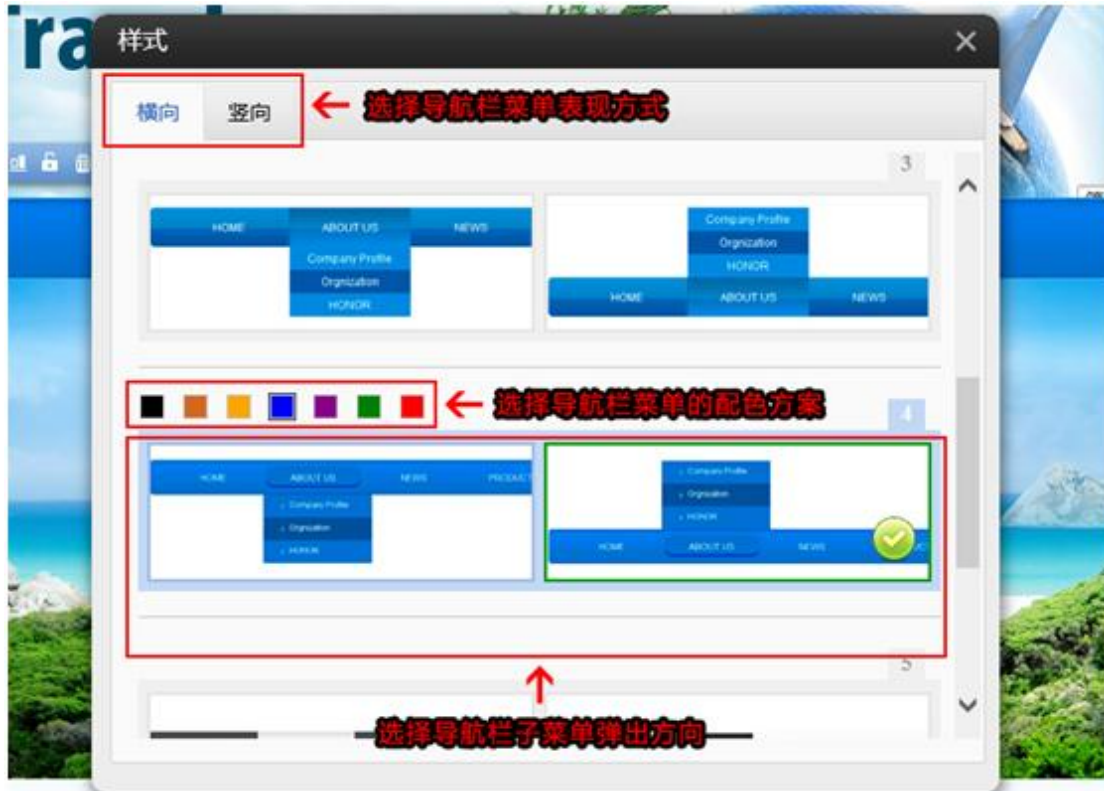 Tra
样式
横向 竖向
选择导航栏菜单表现方式
3
HOME ABOUT US NEWS
Company Profile
Orgnization
HONOR
Company Profile
Orgnization
HONOR
HOME ABOUT US NEWS
选择导航栏菜单的配色方案
4
HOME ABOUT US NEWS PRODUCT
Company Profile
Orgnization
HONOR
Company Profile
Orgnization
HONOR
HOME ABOUT US NEWS UC
5
选择导航栏子菜单弹出方向